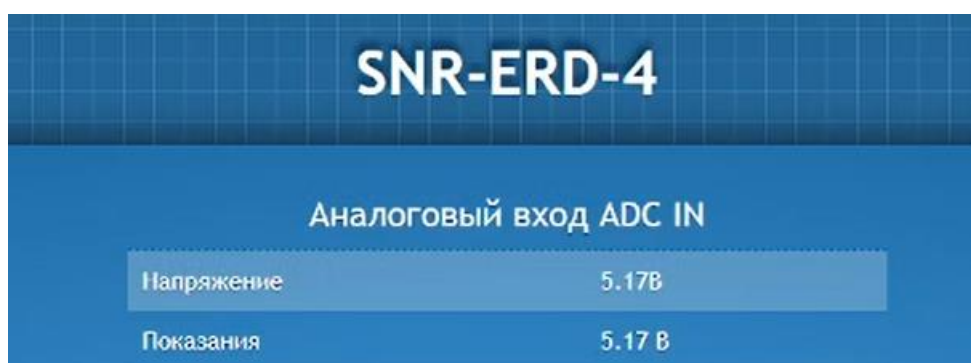 SNR-ERD-4
Аналоговый вход ADC IN
Напряжение 5.17В
Показания 5.17 В